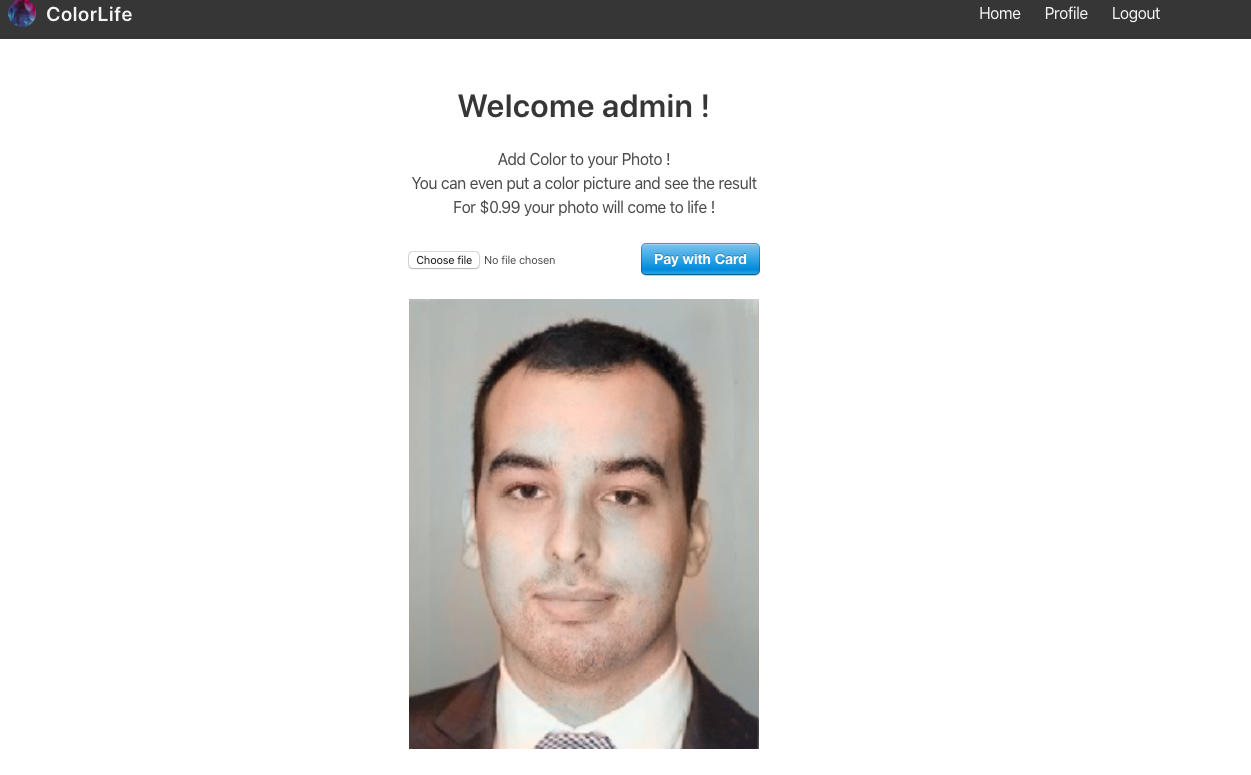 ColorLife
Home Profile Logout
Welcome admin !
Add Color to your Photo !
You can even put a color picture and see the result
For $0.99 your photo will come to life !
Choose file No file chosen
Pay with Card